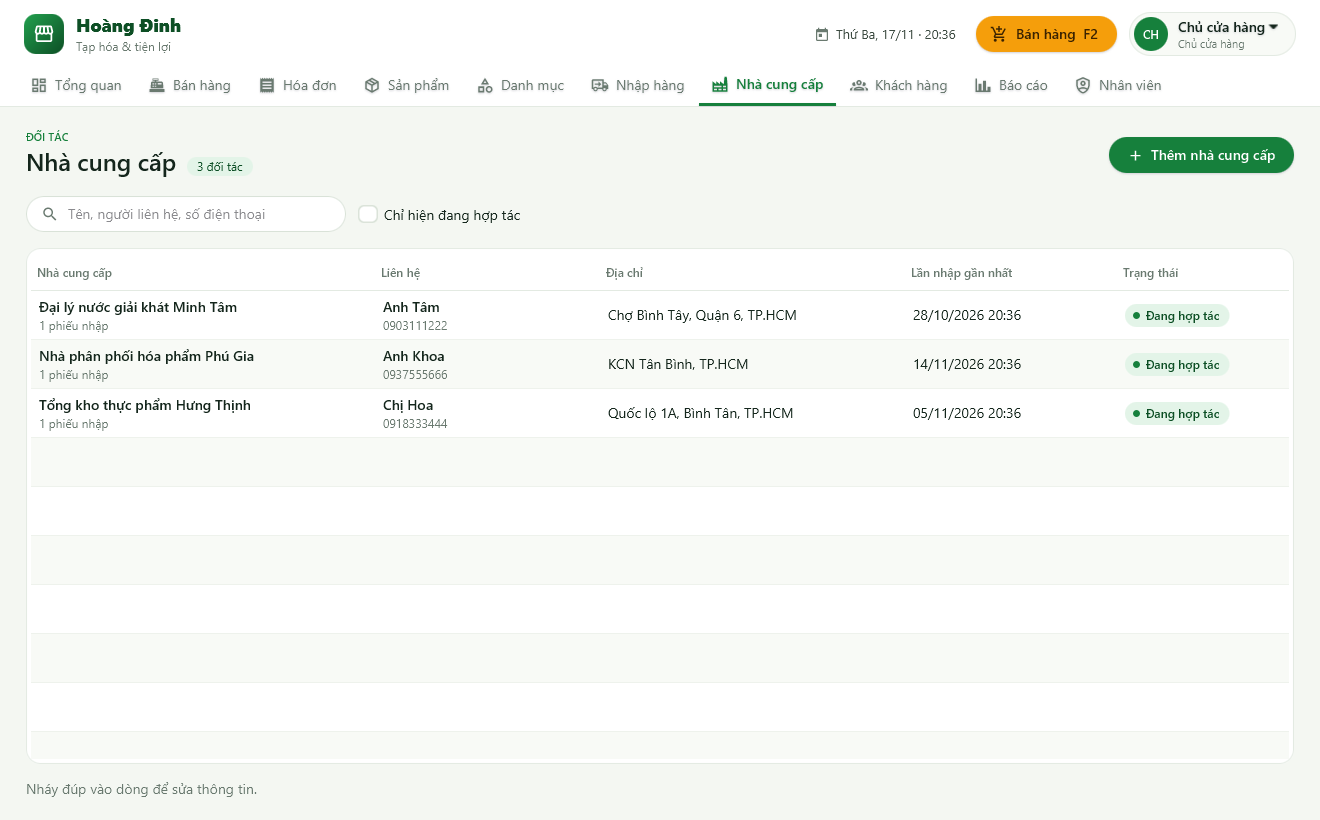 Hoàng Đinh
Tạp hóa & tiện lợi
Thứ Ba, 17/11 · 20:36
Bán hàng F2
CH
Chủ cửa hàng
Chủ cửa hàng
Tổng quan
Bán hàng
Hóa đơn
Sản phẩm
Danh mục
Nhập hàng
Nhà cung cấp
Khách hàng
Báo cáo
Nhân viên
ĐỐI TÁC
Nhà cung cấp
3 đối tác
Thêm nhà cung cấp
Tên, người liên hệ, số điện thoại
Chỉ hiện đang hợp tác
Nhà cung cấp
Liên hệ
Địa chỉ
Lần nhập gần nhất
Trạng thái
Đại lý nước giải khát Minh Tâm
1 phiếu nhập
Anh Tâm
0903111222
Chợ Bình Tây, Quận 6, TP.HCM
28/10/2026 20:36
Đang hợp tác
Nhà phân phối hóa phẩm Phú Gia
1 phiếu nhập
Anh Khoa
0937555666
KCN Tân Bình, TP.HCM
14/11/2026 20:36
Đang hợp tác
Tổng kho thực phẩm Hưng Thịnh
1 phiếu nhập
Chị Hoa
0918333444
Quốc lộ 1A, Bình Tân, TP.HCM
05/11/2026 20:36
Đang hợp tác
Nháy đúp vào dòng để sửa thông tin.